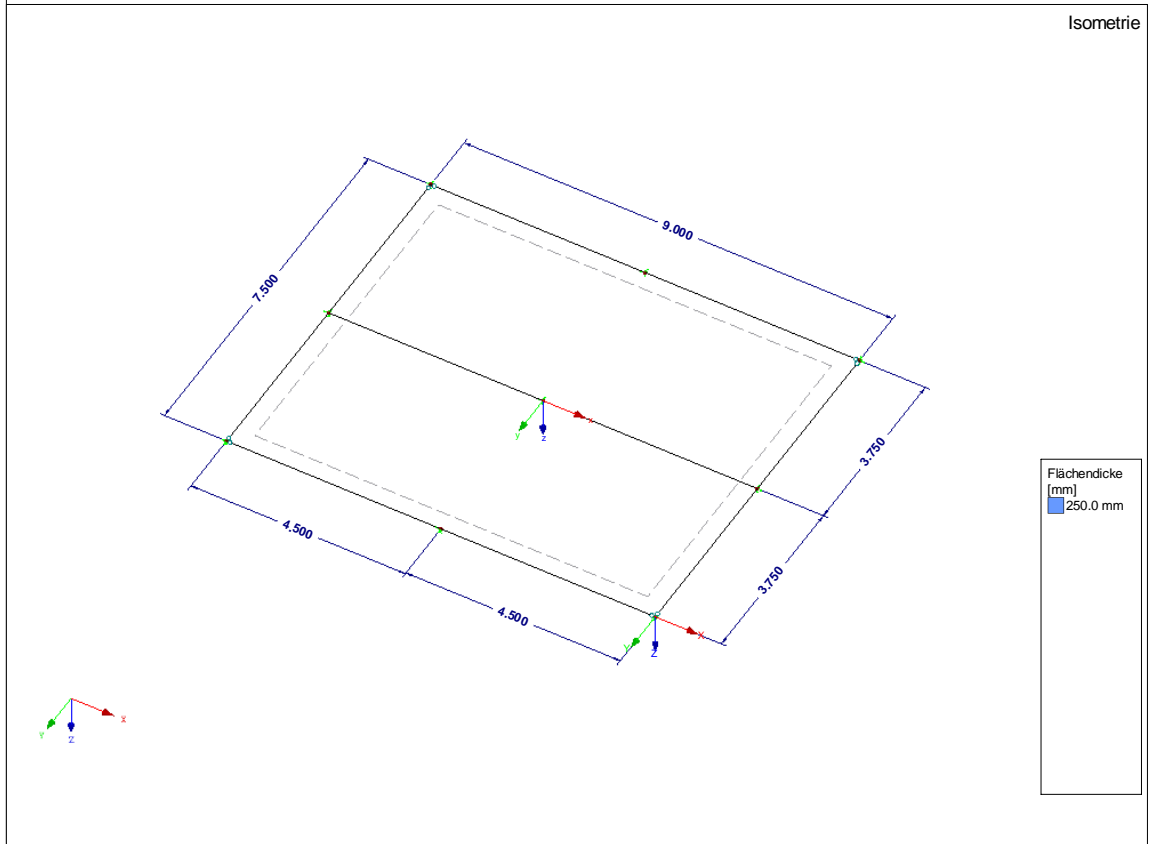 Isometrie
9.000
7.500
x
y
z
3.750
Flächendicke
[mm]
250.0 mm
4.500
3.750
4.500
X
Y
Z
X
Y
Z